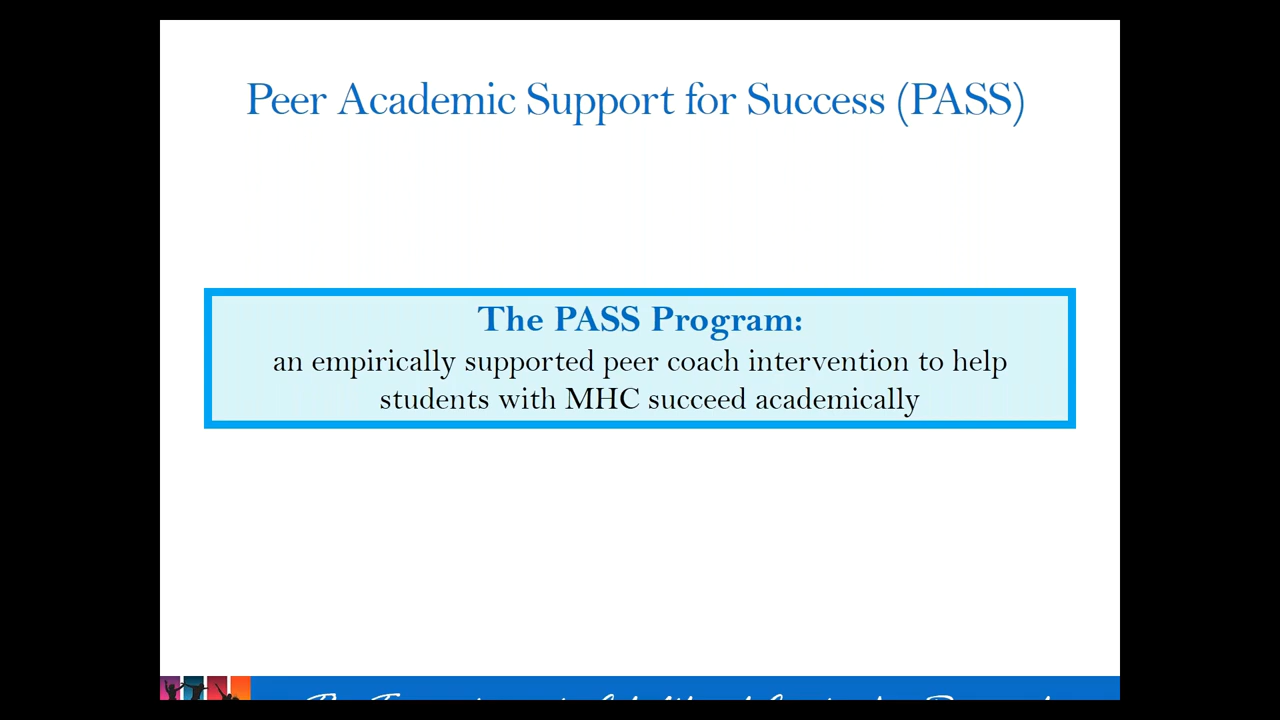 Peer Academic Support for Success (PASS)
The PASS Program:
an empirically supported peer coach intervention to help
students with MHC succeed academically